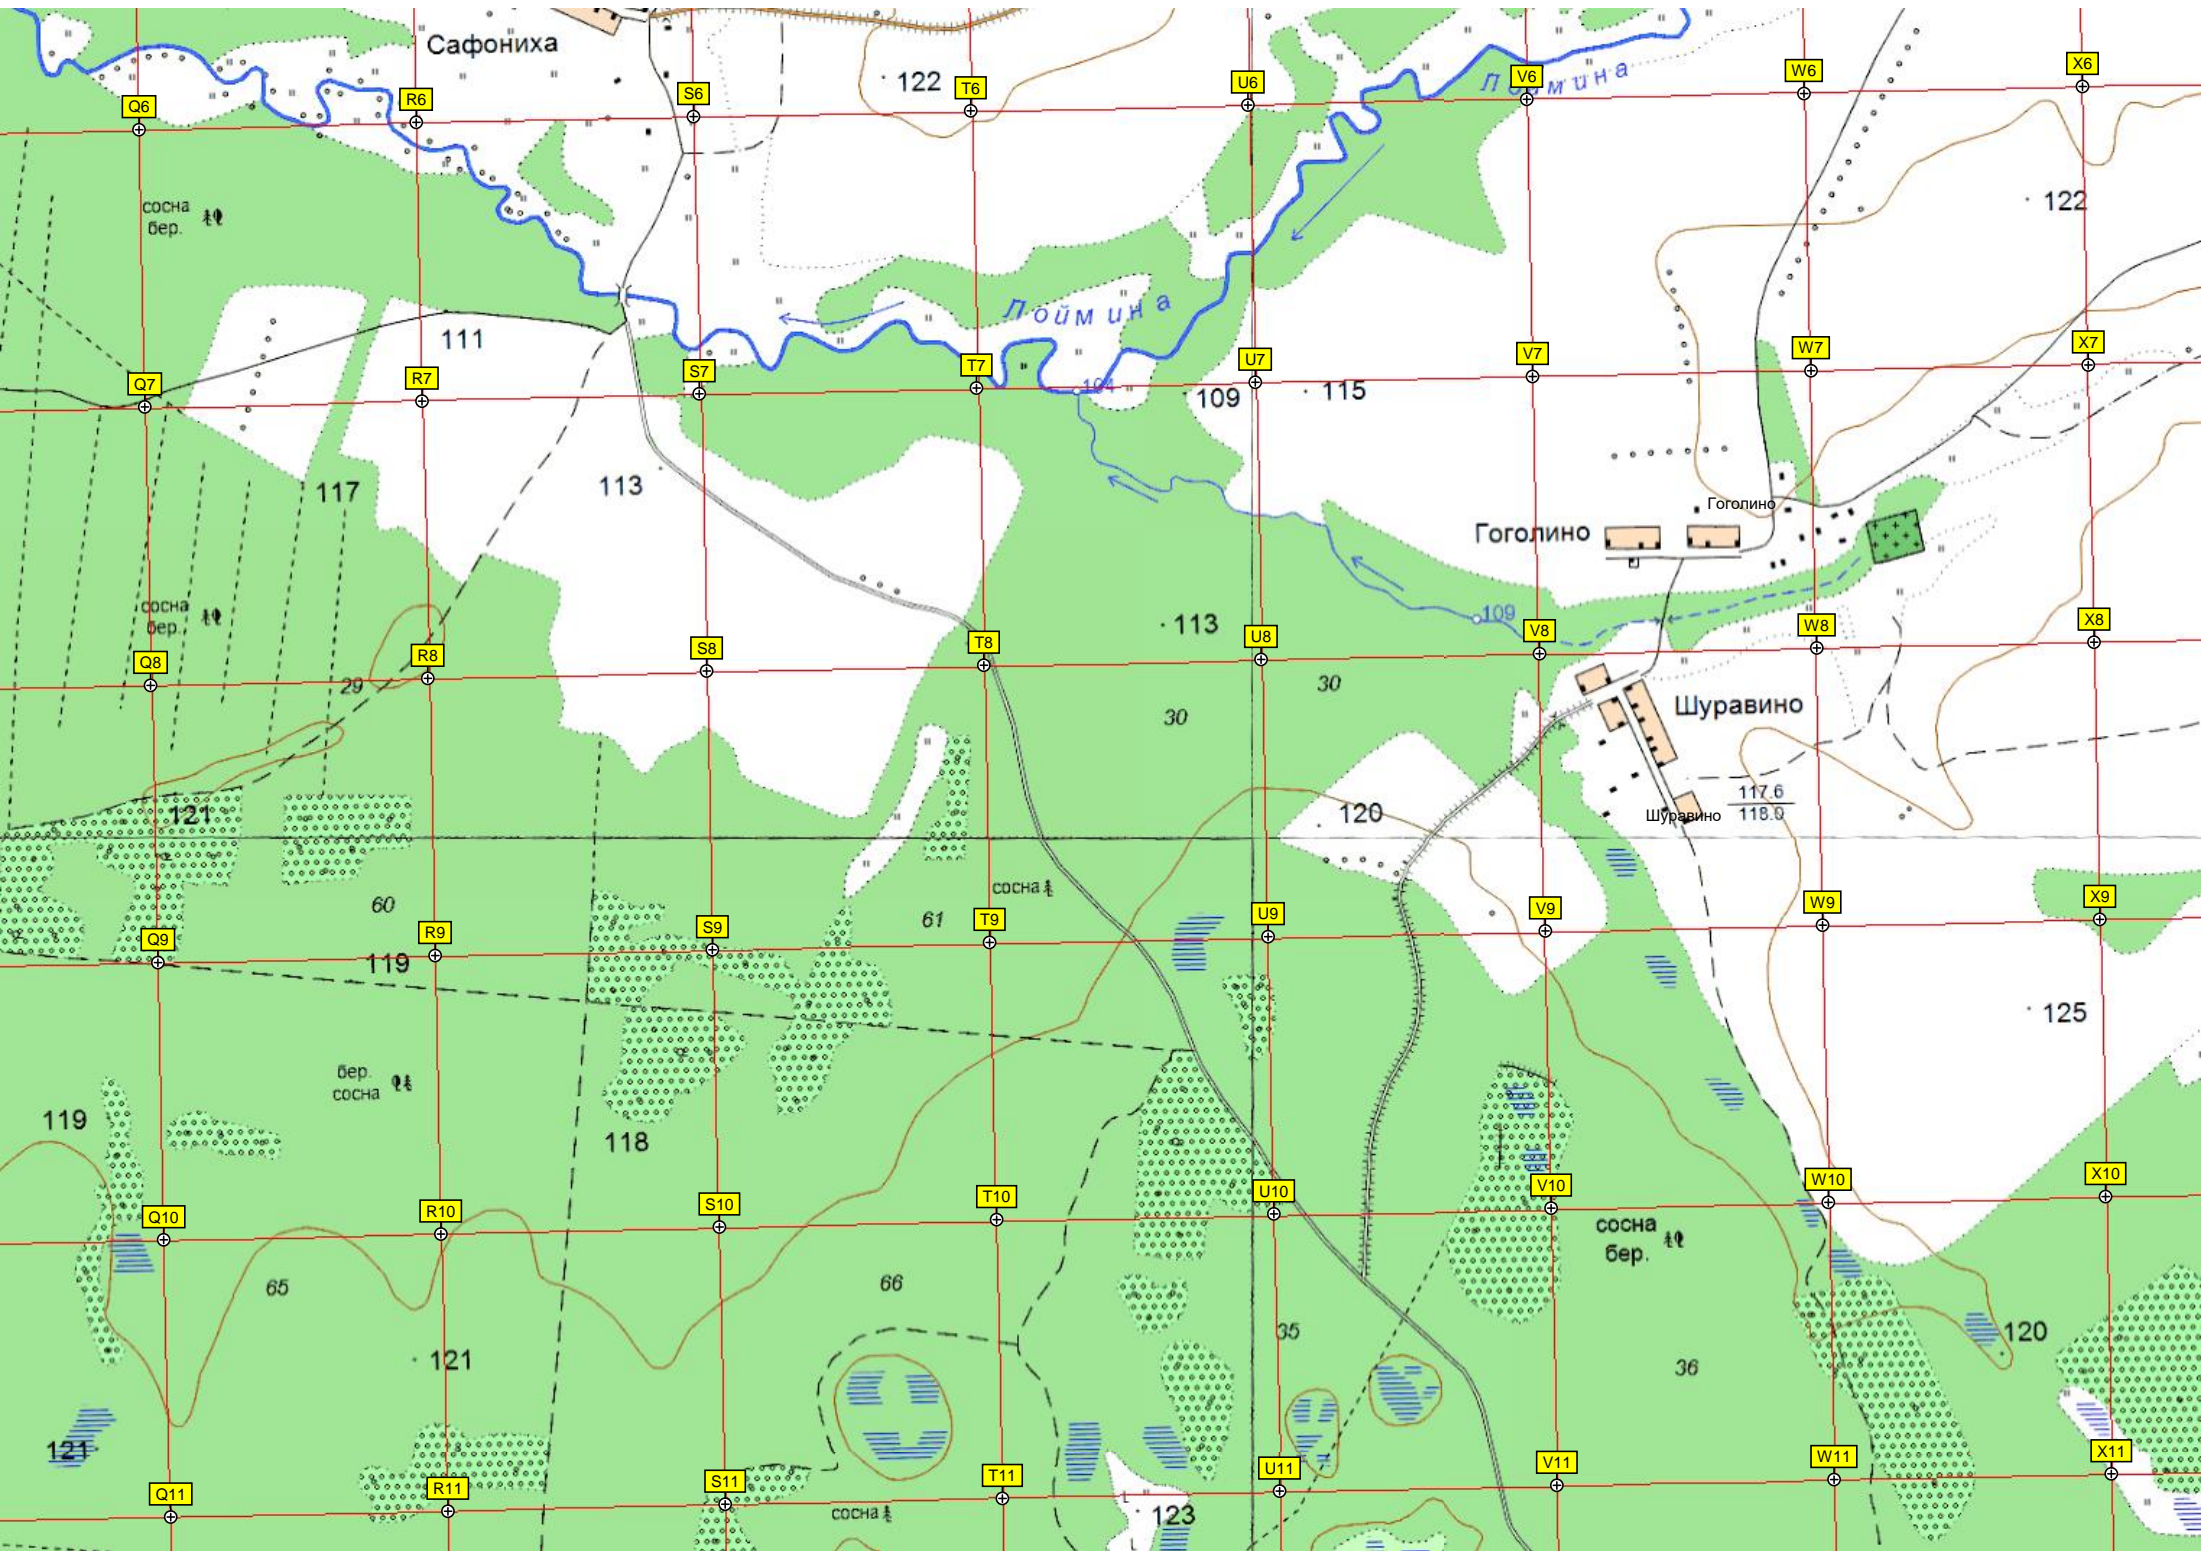 Сафониха
122
Лоймина
Q6
R6
S6
T6
U6
V6
W6
X6
сосна
бер.
122
Лоймина
111
Q7
R7
S7
T7
104
109
U7
115
V7
W7
X7
117
113
Гоголино
Гоголино
сосна
бер.
113
109
Q8
R8
S8
T8
U8
V8
W8
X8
29
30
30
Шуравино
121
120
117.6
118.0
Шуравино
60
61
сосна
Q9
R9
S9
T9
U9
V9
W9
X9
119
125
бер.
сосна
119
118
Q10
R10
S10
T10
U10
V10
W10
X10
сосна
бер.
65
66
35
120
121
36
121
Q11
R11
S11
T11
U11
V11
W11
X11
сосна
123